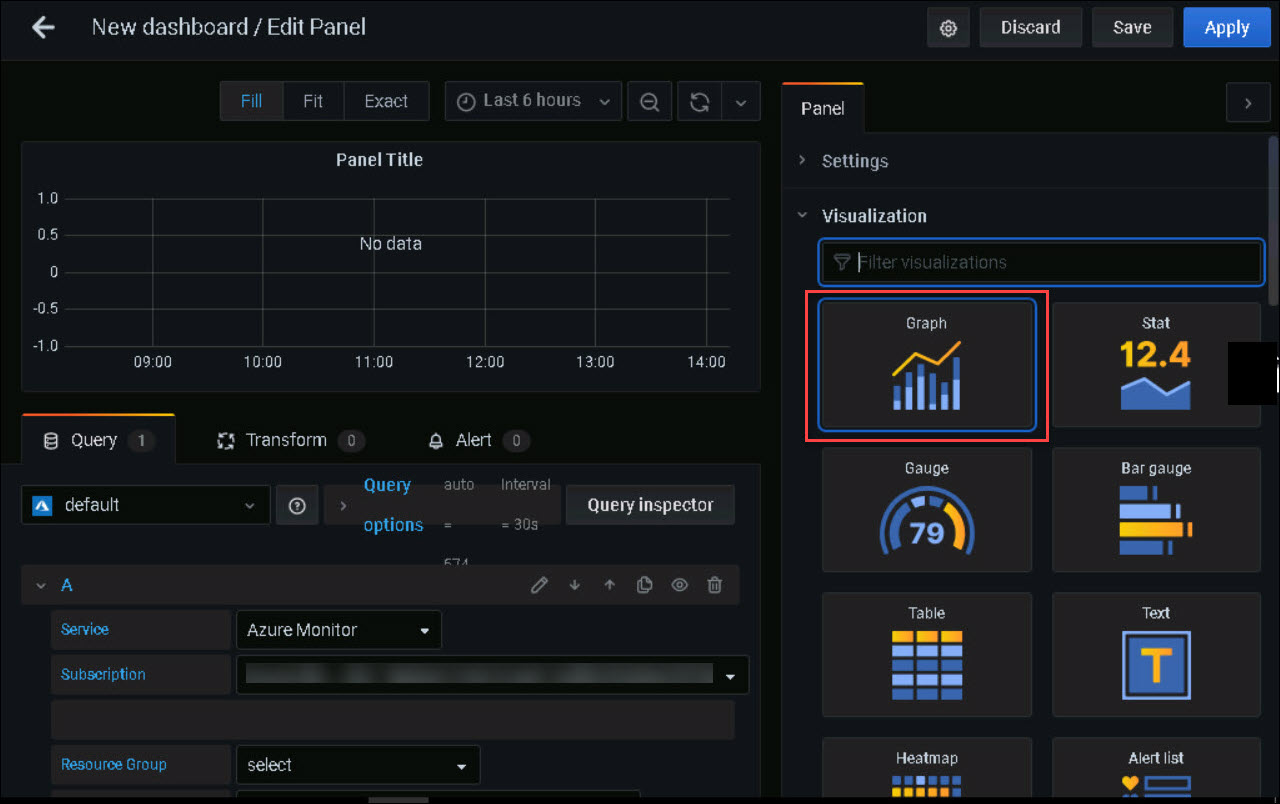 New dashboard / Edit Panel
Discard
Save
Apply
Fill
Fit
Exact
Last 6 hours
Panel
Panel Title
1.0
0.5
0
-0.5
-1.0
No data
09:00
10:00
11:00
12:00
13:00
14:00
Settings
Visualization
Filter visualizations
Graph
Stat
12.4
Gauge
79
Bar gauge
Table
Text
T
Heatmap
Alert list
Query 1
Transform 0
Alert 0
default
Query options
auto = 674
Interval = 30s
Query inspector
A
Service
Azure Monitor
Subscription
Resource Group
select